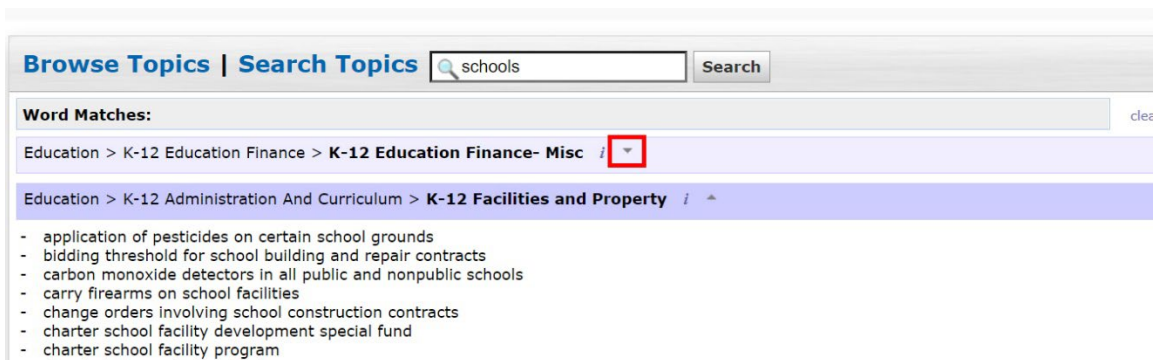 Browse Topics | Search Topics schools Search
Word Matches:
Education > K-12 Education Finance > K-12 Education Finance- Misc i
Education > K-12 Administration And Curriculum > K-12 Facilities and Property i
- application of pesticides on certain school grounds
- bidding threshold for school building and repair contracts
- carbon monoxide detectors in all public and nonpublic schools
- carry firearms on school facilities
- change orders involving school construction contracts
- charter school facility development special fund
- charter school facility program